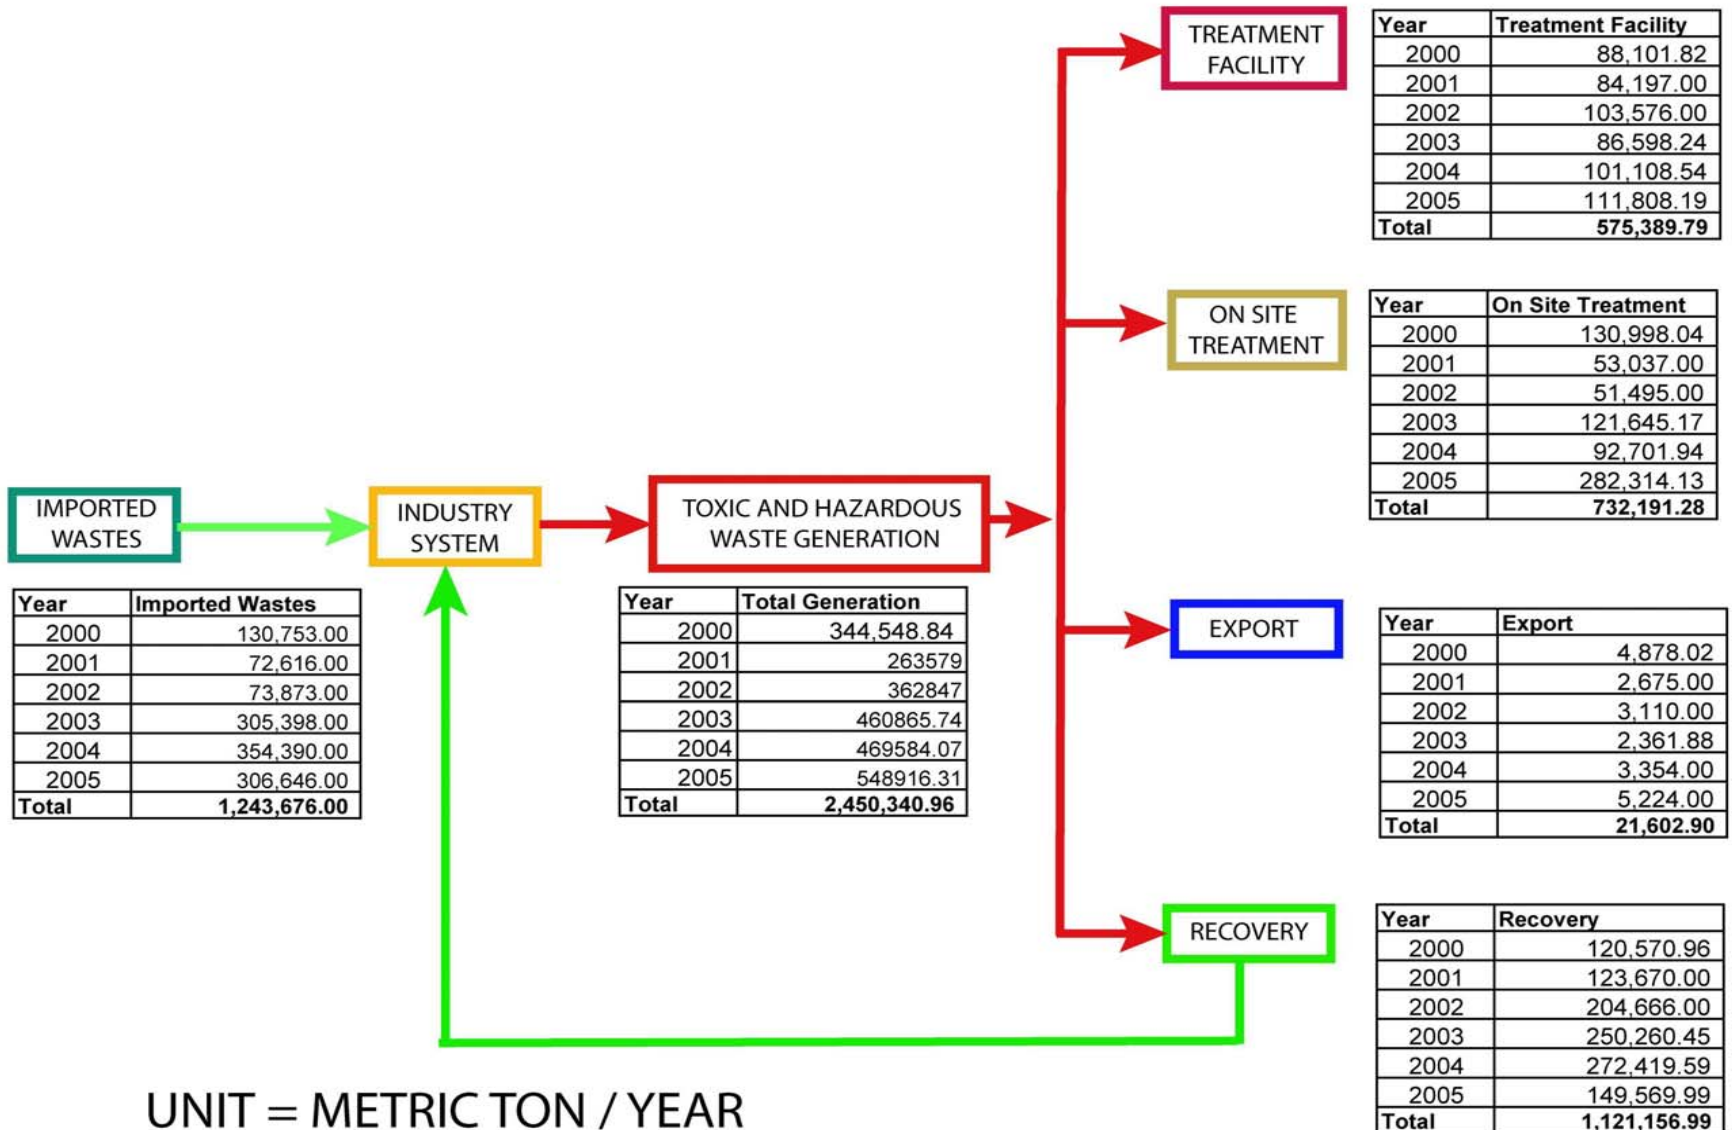 TREATMENT
FACILITY
Year Treatment Facility
2000 88,101.82
2001 84,197.00
2002 103,576.00
2003 86,598.24
2004 101,108.54
2005 111,808.19
Total 575,389.79
ON SITE
TREATMENT
Year On Site Treatment
2000 130,998.04
2001 53,037.00
2002 51,495.00
2003 121,645.17
2004 92,701.94
2005 282,314.13
Total 732,191.28
IMPORTED
WASTES
INDUSTRY
SYSTEM
TOXIC AND HAZARDOUS
WASTE GENERATION
Year Imported Wastes
2000 130,753.00
2001 72,616.00
2002 73,873.00
2003 305,398.00
2004 354,390.00
2005 306,646.00
Total 1,243,676.00
Year Total Generation
2000 344,548.84
2001 263579
2002 362847
2003 460865.74
2004 469584.07
2005 548916.31
Total 2,450,340.96
EXPORT
Year Export
2000 4,878.02
2001 2,675.00
2002 3,110.00
2003 2,361.88
2004 3,354.00
2005 5,224.00
Total 21,602.90
RECOVERY
Year Recovery
2000 120,570.96
2001 123,670.00
2002 204,666.00
2003 250,260.45
2004 272,419.59
2005 149,569.99
Total 1,121,156.99
UNIT = METRIC TON / YEAR